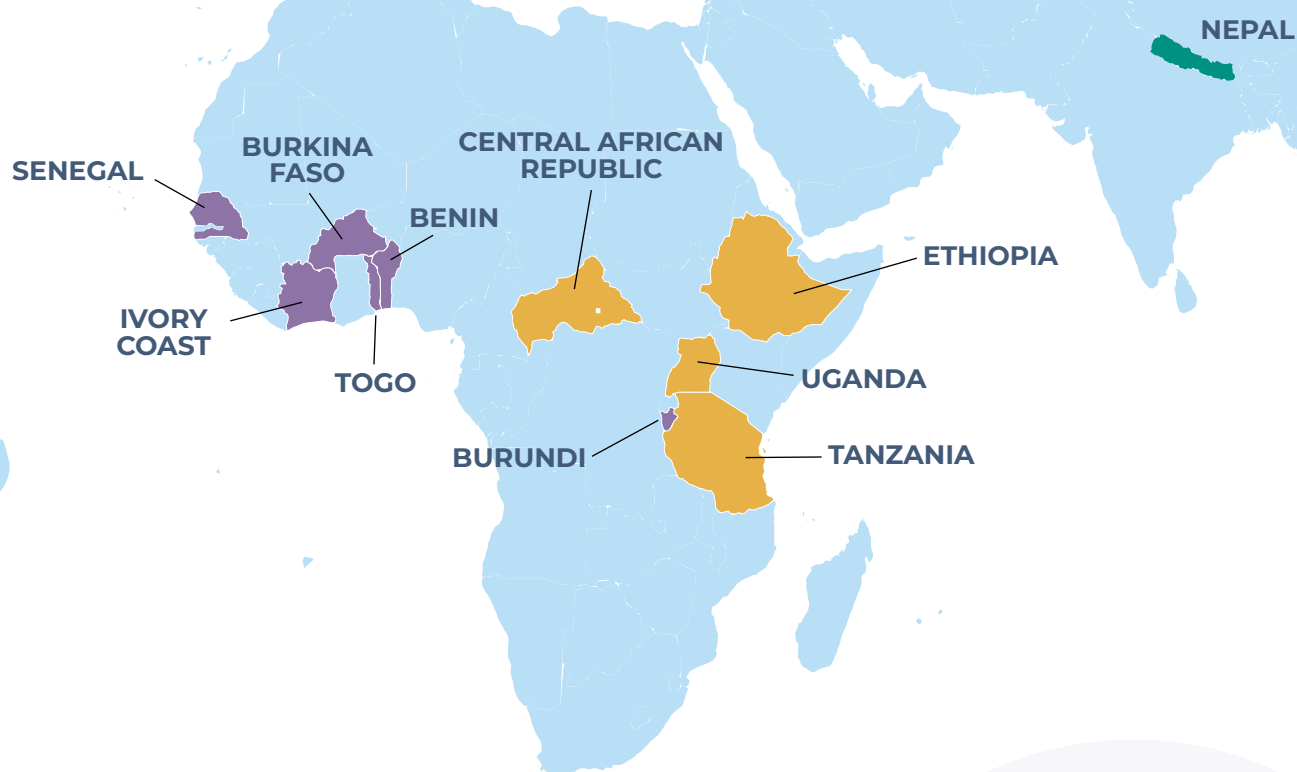 NEPAL
SENEGAL
BURKINA
FASO
CENTRAL AFRICAN
REPUBLIC
BENIN
ETHIOPIA
IVORY
COAST
TOGO
UGANDA
BURUNDI
TANZANIA